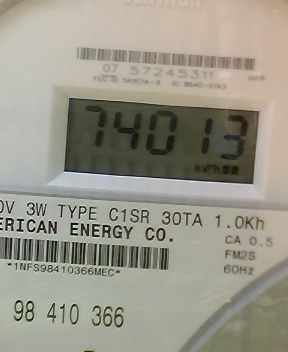 07 57245311
74013
kWh
0V 3W TYPE C1SR 30TA 1.0Kh
ERICAN ENERGY CO.
CA 0.5
*1NFS98410366MEC*
FM2S
60Hz
98 410 366